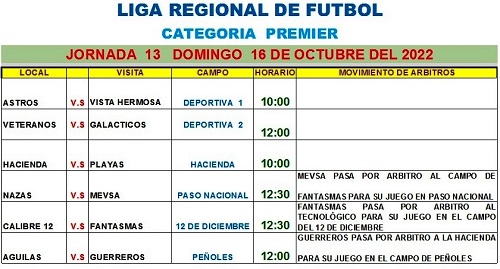 LIGA REGIONAL DE FUTBOL
CATEGORIA PREMIER
JORNADA 13 DOMINGO 16 DE OCTUBRE DEL 2022
LOCAL VISITA CAMPO HORARIO MOVIMIENTO DE ARBITROS
ASTROS V.S VISTA HERMOSA DEPORTIVA 1 10:00
VETERANOS V.S GALACTICOS DEPORTIVA 2 12:00
HACIENDA V.S PLAYAS HACIENDA 10:00
NAZAS V.S MEVSA PASO NACIONAL 12:30 MEVSA PASA POR ARBITRO AL CAMPO DE
FANTASMAS PARA SU JUEGO EN PASO NACIONAL
CALIBRE 12 V.S FANTASMAS 12 DE DICIEMBRE 12:30 FANTASMAS PASA POR ARBITRO AL
TECNOLÓGICO PARA SU JUEGO EN EL CAMPO
DEL 12 DE DICIEMBRE
AGUILAS V.S GUERREROS PEÑOLES 12:00 GUERREROS PASA POR ARBITRO A LA HACIENDA
PARA SU JUEGO EN EL CAMPO DE PEÑOLES